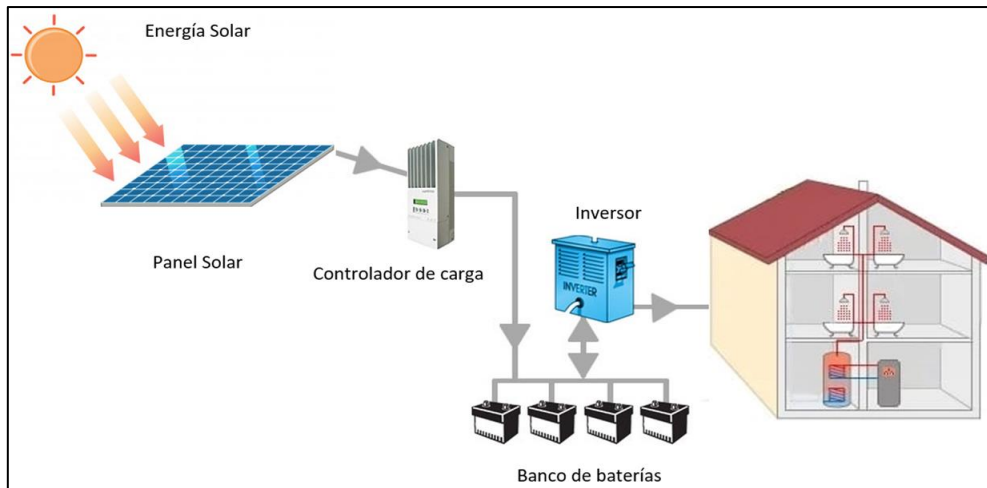 Energía Solar
Panel Solar
Controlador de carga
Inversor
INVERTER
Banco de baterías